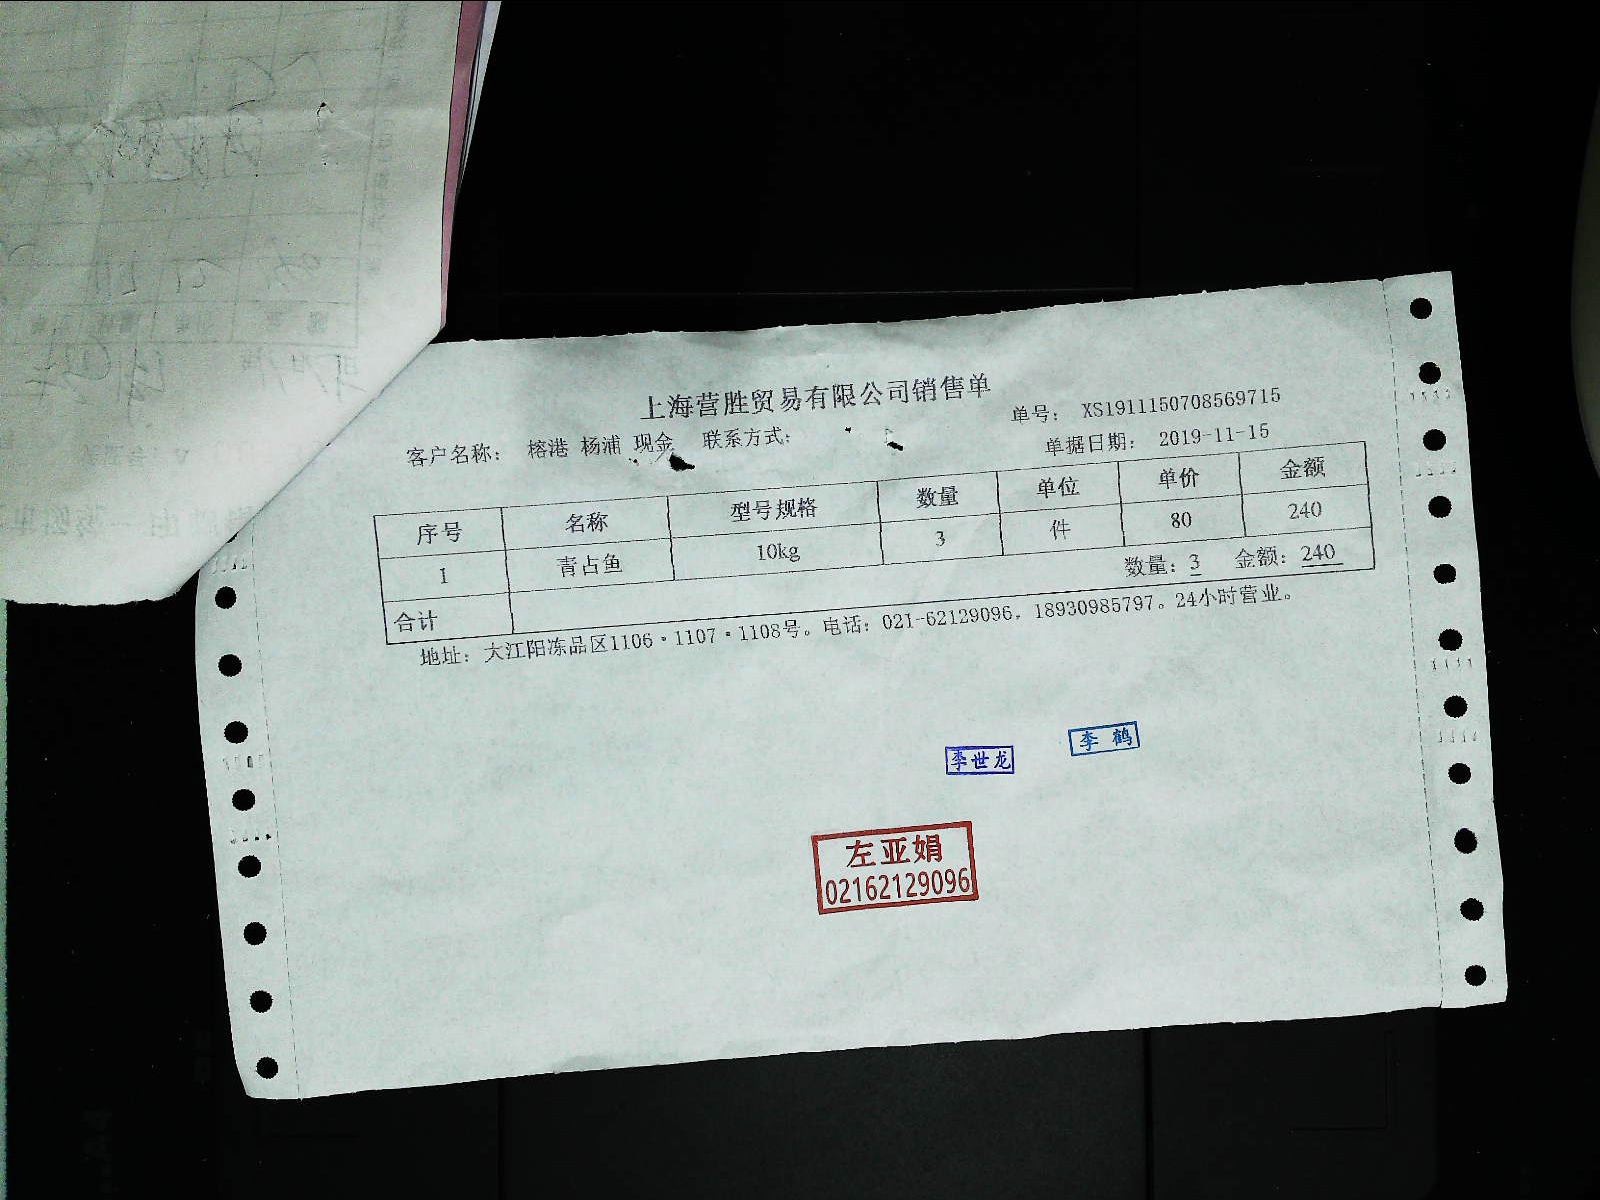 上海营胜贸易有限公司销售单
单号： XS1911150708569715
客户名称： 榕港 杨浦 现金 联系方式：
单据日期： 2019-11-15
序号 名称 型号规格 数量 单位 单价 金额
1 青占鱼 10kg 3 件 80 240
合计 数量：3 金额：240
地址：大江阳冻品区1106·1107·1108号。电话：021-62129096，18930985797。24小时营业。
李世龙 李鹤
左亚娟
02162129096